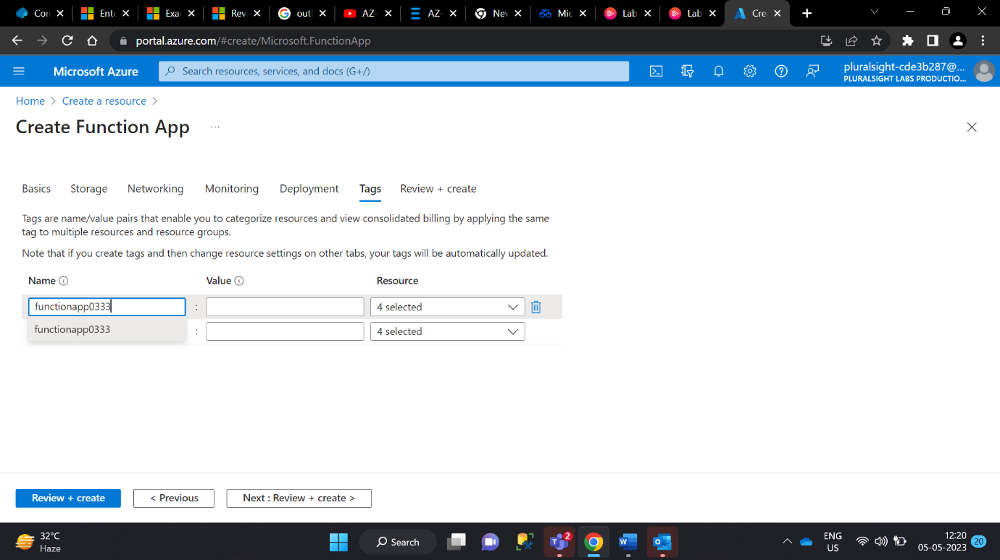 Con
Ente
Exa
Rev
outl
AZ-
AZ-
Nev
Mic
Lab
Lab
Cre
portal.azure.com/#create/Microsoft.FunctionApp
Microsoft Azure
Search resources, services, and docs (G+/)
pluralsight-cde3b287@...
PLURALSIGHT LABS PRODUCTIO...
Home > Create a resource >
Create Function App ...
Basics Storage Networking Monitoring Deployment Tags Review + create
Tags are name/value pairs that enable you to categorize resources and view consolidated billing by applying the same
tag to multiple resources and resource groups.
Note that if you create tags and then change resource settings on other tabs, your tags will be automatically updated.
Name Value Resource
functionapp0333 : 4 selected
functionapp0333 : 4 selected
Review + create < Previous Next : Review + create >
32°C
Haze
Search
2
ENG
US
12:20
05-05-2023
20